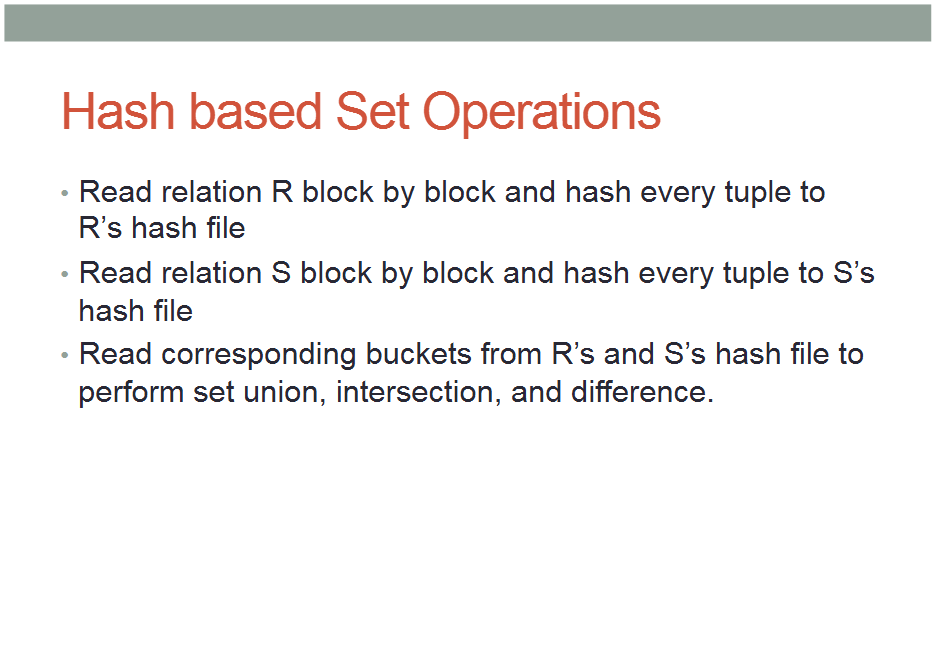 Hash based Set Operations
• Read relation R block by block and hash every tuple to
R’s hash file
• Read relation S block by block and hash every tuple to S’s
hash file
• Read corresponding buckets from R’s and S’s hash file to
perform set union, intersection, and difference.